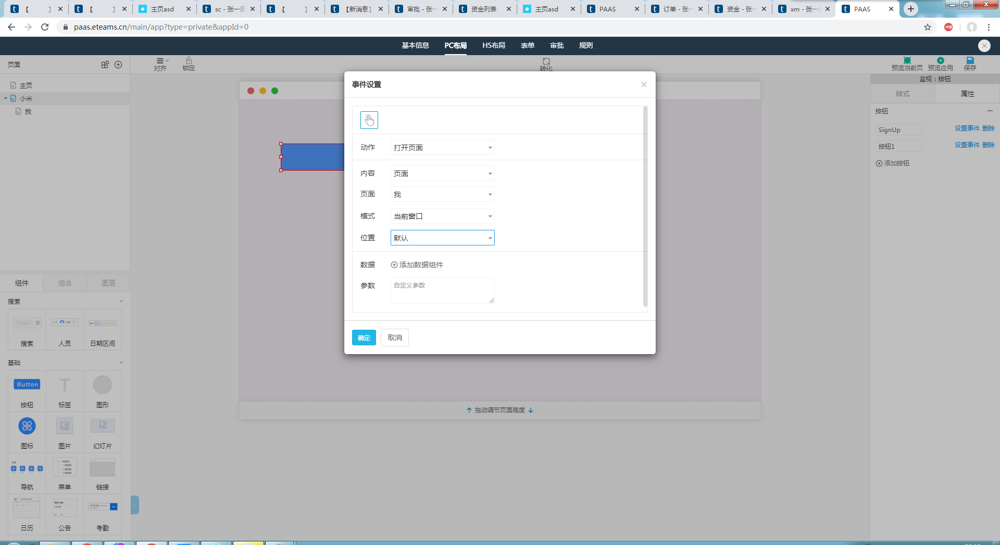 【 】
【 】
主页asd
sc - 张一
【 】
【新消息】
审批 - 张一
资金列表
主页asd
PAAS
订单 - 张一
资金 - 张一
xm - 张一
PAAS
paas.eteams.cn/main/app?type=private&appId=0
基本信息 PC布局 H5布局 表单 审批 规则
页面
对齐 锁定
转化
预览当前页 预览应用 保存
主页
小米
我
监视：按钮
样式 属性
按钮
SignUp 设置事件 删除
按钮1 设置事件 删除
添加按钮
事件设置
动作 打开页面
内容 页面
页面 我
模式 当前窗口
位置 默认
数据 添加数据组件
参数 自定义参数
确定 取消
拖动调节页面高度
组件 组合 图层
搜索
搜索 人员 日期区间
基础
Button
按钮 标签 图形
图标 图片 幻灯片
导航 菜单 链接
日历 公告 考勤